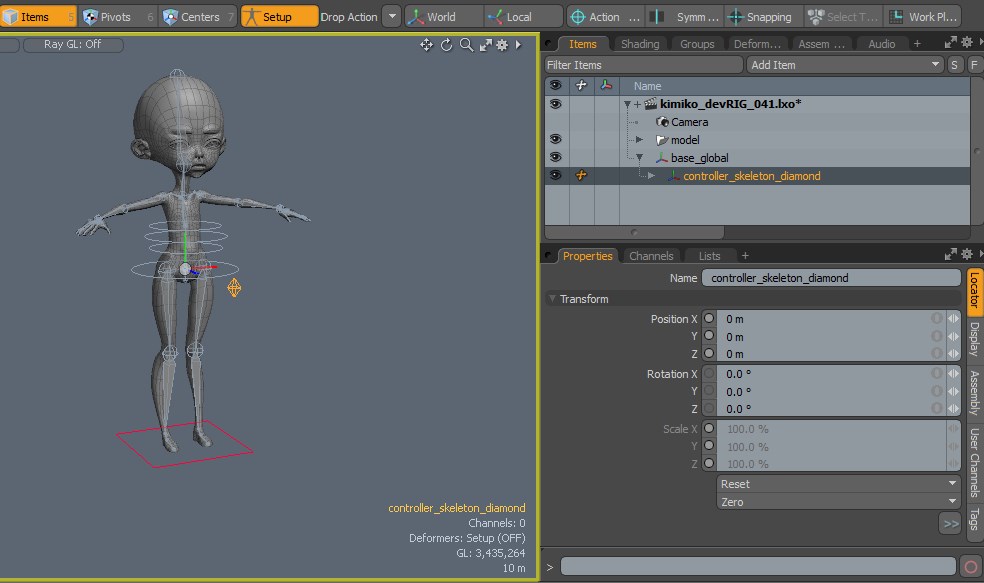 Items 5 Pivots 6 Centers 7 Setup Drop Action World Local Action ... Symm ... Snapping Select T... Work Pl...
Ray GL: Off
Items Shading Groups Deform... Assem ... Audio +
Filter Items Add Item S F
Name
kimiko_devRIG_041.lxo*
Camera
model
base_global
controller_skeleton_diamond
Properties Channels Lists +
Name controller_skeleton_diamond
Transform
Position X 0 m
Y 0 m
Z 0 m
Rotation X 0.0 °
Y 0.0 °
Z 0.0 °
Scale X 100.0 %
Y 100.0 %
Z 100.0 %
Reset
Zero
>>
>
Locator
Display
Assembly
User Channels
Tags
controller_skeleton_diamond
Channels: 0
Deformers: Setup (OFF)
GL: 3,435,264
10 m